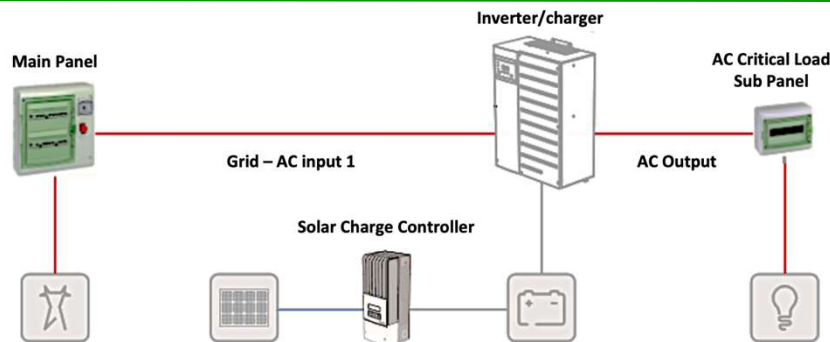 Inverter/charger
Main Panel
AC Critical Load
Sub Panel
Grid – AC input 1
AC Output
Solar Charge Controller